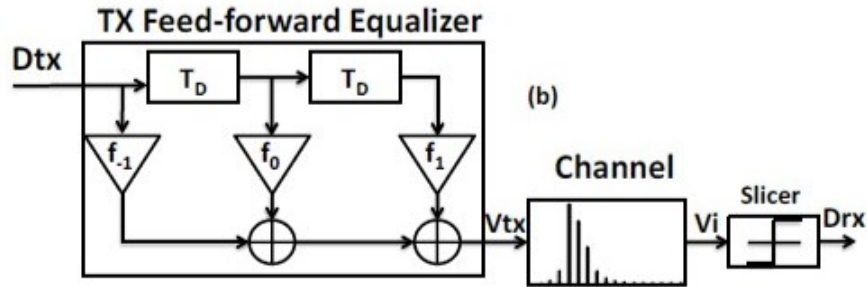 TX Feed-forward Equalizer
Dtx
T_D
T_D
(b)
f_-1
f_0
f_1
Channel
Slicer
Vtx
Vi
Drx